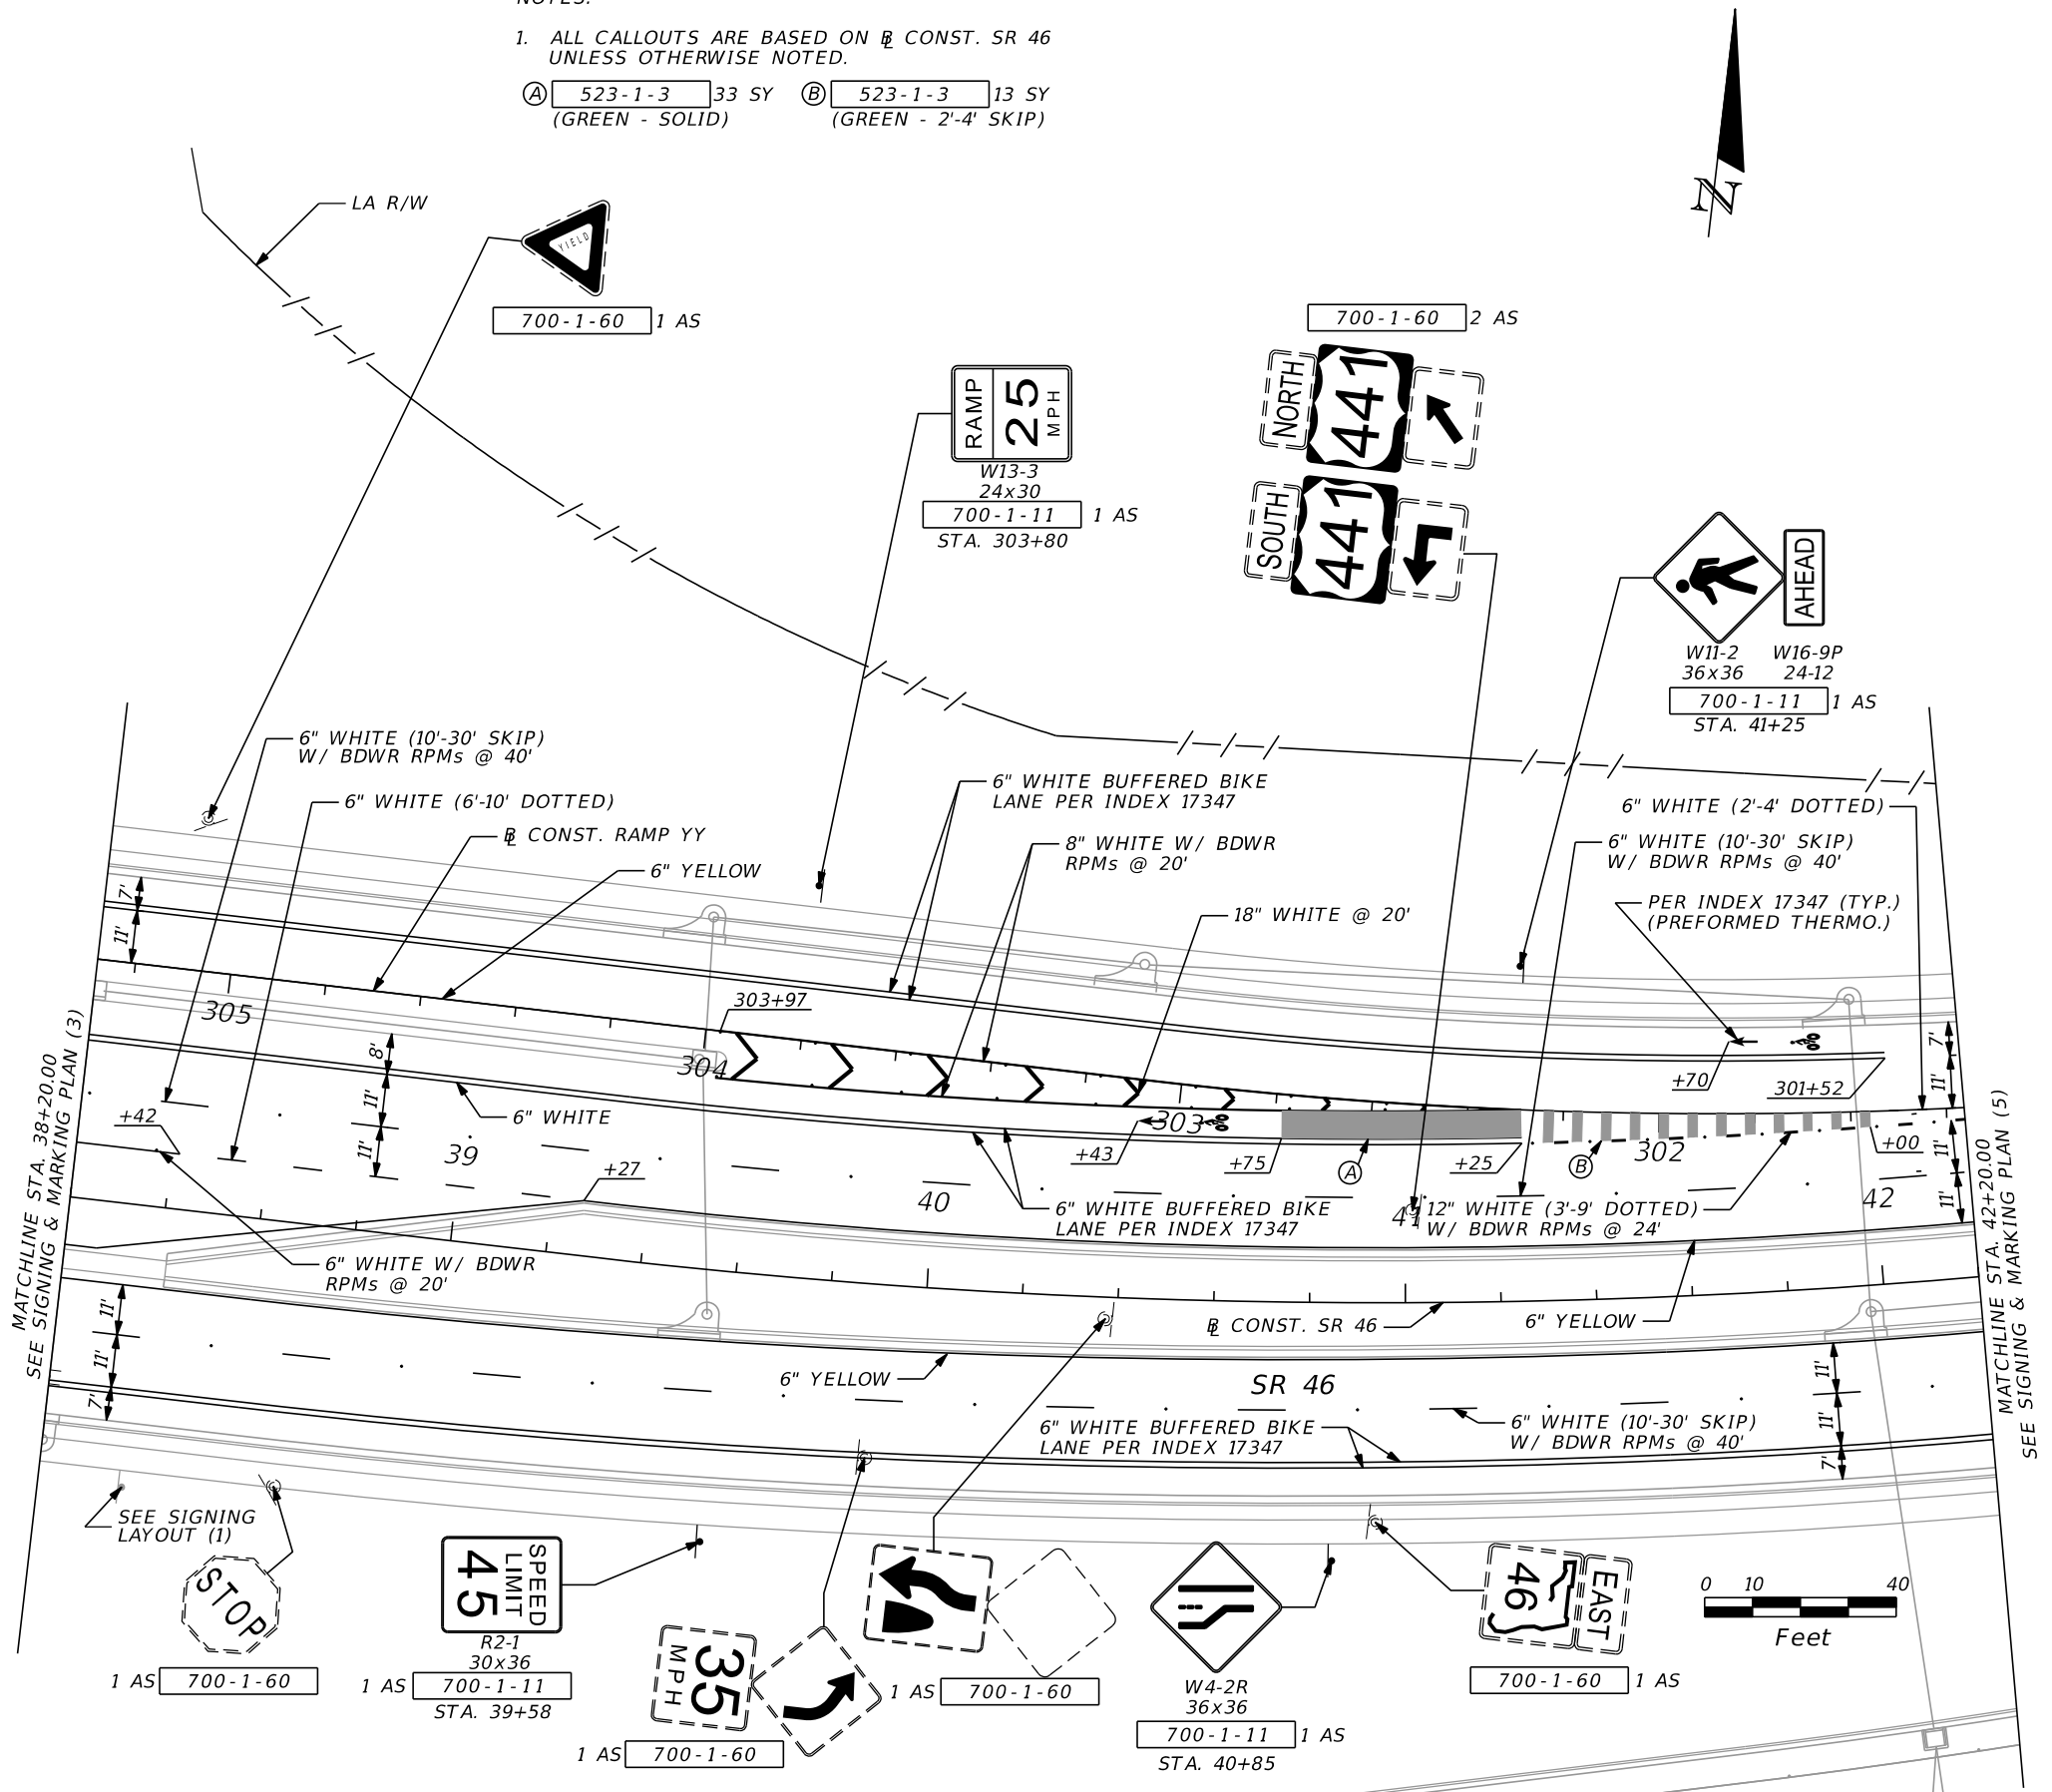 NOTES:
1. ALL CALLOUTS ARE BASED ON ℄ CONST. SR 46
UNLESS OTHERWISE NOTED.
A 523-1-3 33 SY
(GREEN - SOLID)
B 523-1-3 13 SY
(GREEN - 2'-4' SKIP)
N
LA R/W
YIELD
700-1-60 1 AS
RAMP
25
MPH
W13-3
24x30
700-1-11 1 AS
STA. 303+80
700-1-60 2 AS
NORTH
441
SOUTH
441
AHEAD
W11-2 W16-9P
36x36 24-12
700-1-11 1 AS
STA. 41+25
6" WHITE (10'-30' SKIP)
W/ BDWR RPMs @ 40'
6" WHITE (6'-10' DOTTED)
BL CONST. RAMP YY
6" YELLOW
6" WHITE BUFFERED BIKE
LANE PER INDEX 17347
8" WHITE W/ BDWR
RPMs @ 20'
18" WHITE @ 20'
6" WHITE (2'-4' DOTTED)
6" WHITE (10'-30' SKIP)
W/ BDWR RPMs @ 40'
PER INDEX 17347 (TYP.)
(PREFORMED THERMO.)
7'
11'
305
303+97
304
8'
11'
11'
+42
6" WHITE
39
+27
303
+43
+75
A
+25
B
302
+70
301+52
+00
7'
11'
11'
11'
40
41
42
6" WHITE BUFFERED BIKE
LANE PER INDEX 17347
12" WHITE (3'-9' DOTTED)
W/ BDWR RPMs @ 24'
6" WHITE W/ BDWR
RPMs @ 20'
BL CONST. SR 46
6" YELLOW
6" YELLOW
SR 46
11'
11'
7'
11'
11'
7'
6" WHITE BUFFERED BIKE
LANE PER INDEX 17347
6" WHITE (10'-30' SKIP)
W/ BDWR RPMs @ 40'
MATCHLINE STA. 38+20.00
SEE SIGNING & MARKING PLAN (3)
MATCHLINE STA. 42+20.00
SEE SIGNING & MARKING PLAN (5)
SEE SIGNING
LAYOUT (1)
STOP
1 AS 700-1-60
SPEED
LIMIT
45
R2-1
30x36
1 AS 700-1-11
STA. 39+58
35
MPH
1 AS 700-1-60
1 AS 700-1-60
W4-2R
36x36
700-1-11 1 AS
STA. 40+85
EAST
46
700-1-60 1 AS
0 10 40
Feet